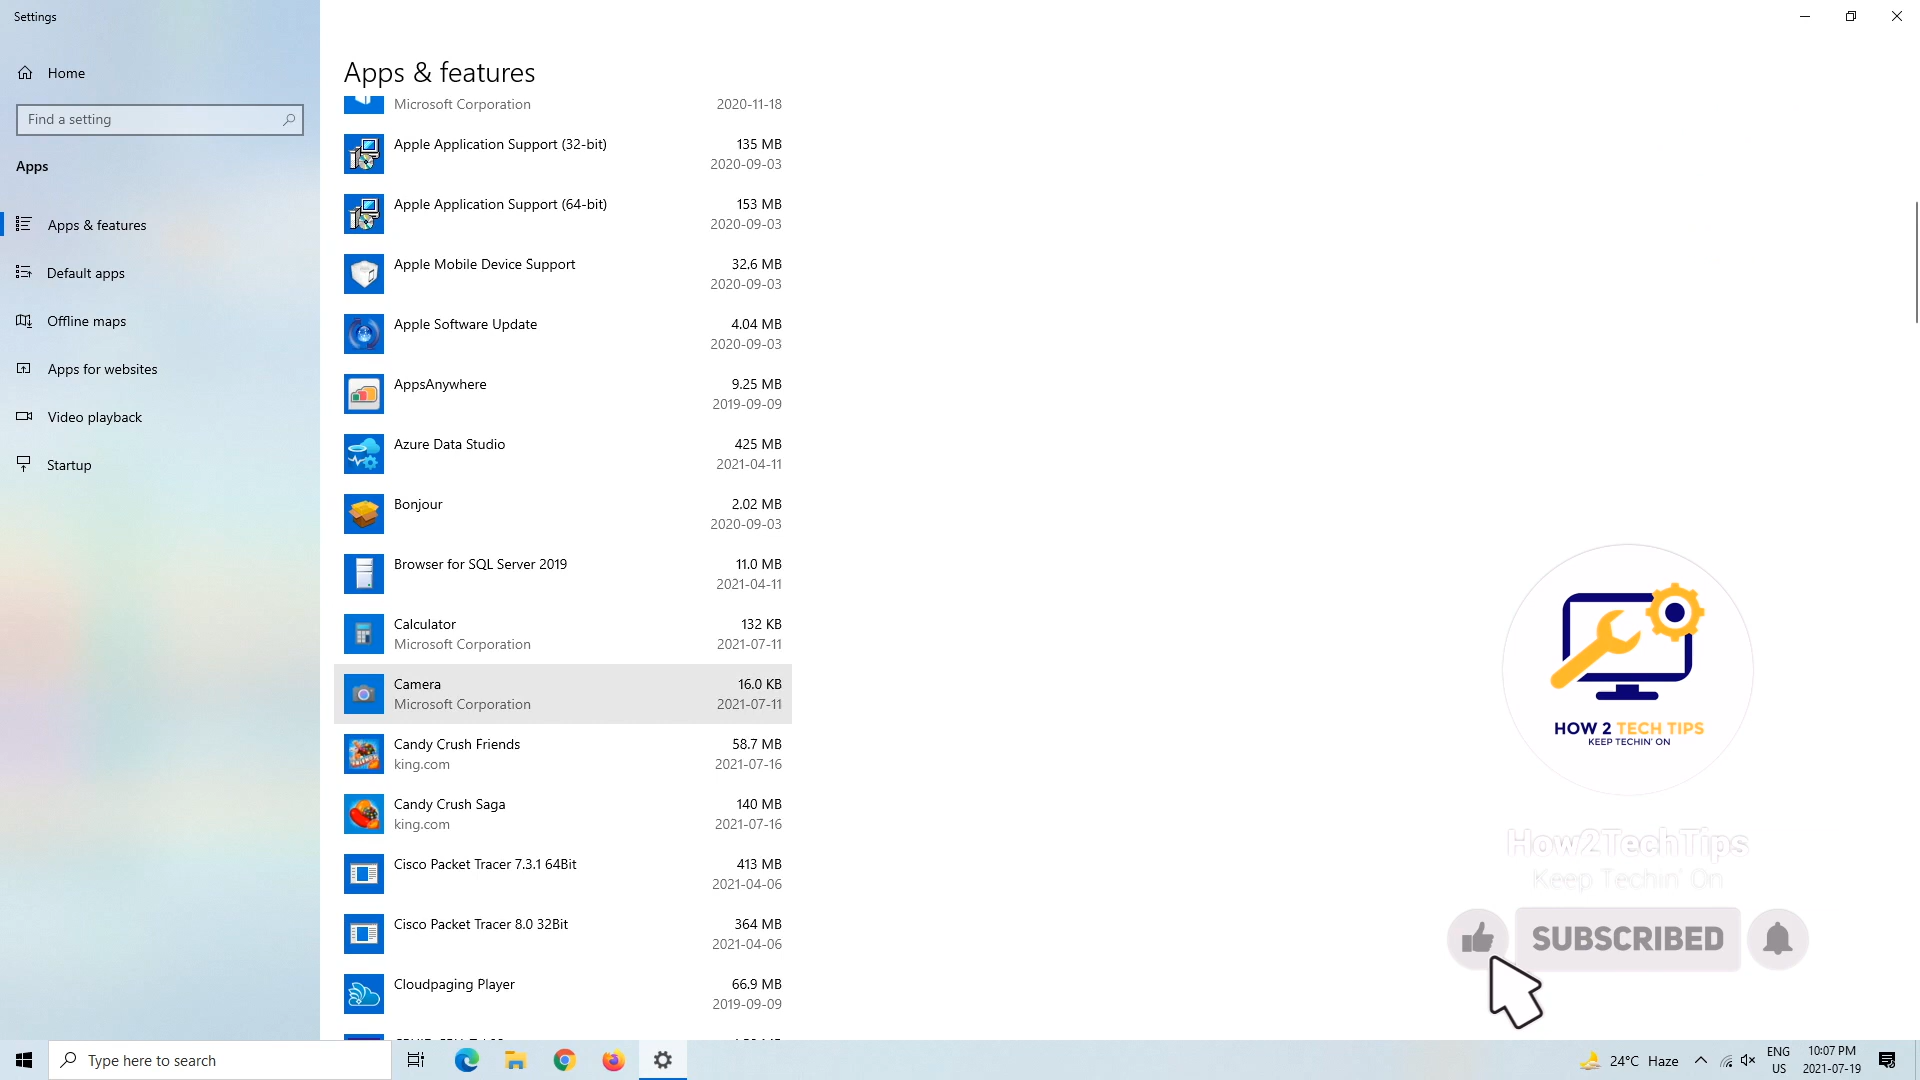 Settings
Home
Find a setting
Apps
Apps & features
Default apps
Offline maps
Apps for websites
Video playback
Startup
Apps & features
Microsoft Corporation 2020-11-18
Apple Application Support (32-bit) 135 MB
2020-09-03
Apple Application Support (64-bit) 153 MB
2020-09-03
Apple Mobile Device Support 32.6 MB
2020-09-03
Apple Software Update 4.04 MB
2020-09-03
AppsAnywhere 9.25 MB
2019-09-09
Azure Data Studio 425 MB
2021-04-11
Bonjour 2.02 MB
2020-09-03
Browser for SQL Server 2019 11.0 MB
2021-04-11
Calculator 132 KB
Microsoft Corporation 2021-07-11
Camera 16.0 KB
Microsoft Corporation 2021-07-11
Candy Crush Friends 58.7 MB
king.com 2021-07-16
Candy Crush Saga 140 MB
king.com 2021-07-16
Cisco Packet Tracer 7.3.1 64Bit 413 MB
2021-04-06
Cisco Packet Tracer 8.0 32Bit 364 MB
2021-04-06
Cloudpaging Player 66.9 MB
2019-09-09
HOW 2 TECH TIPS
KEEP TECHIN' ON
How2TechTips
Keep Techin' On
SUBSCRIBED
Type here to search
24°C Haze
ENG
US
10:07 PM
2021-07-19